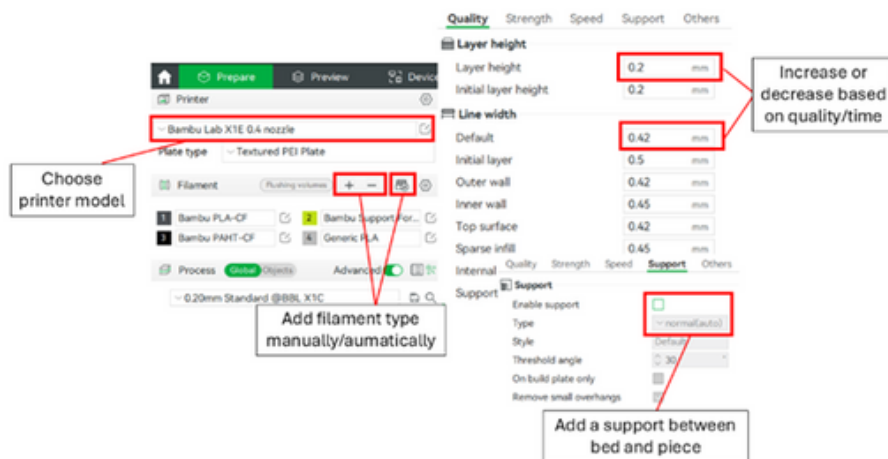 Prepare Preview Device
Printer
Bambu Lab X1E 0.4 nozzle
Plate type Textured PEI Plate
Filament Flushing volumes + −
1 Bambu PLA-CF 2 Bambu Support For...
3 Bambu PAHT-CF 4 Generic PLA
Process Global Objects Advanced
0.20mm Standard @BBL X1C
Choose
printer model
Add filament type
manually/aumatically
Quality Strength Speed Support Others
Layer height
Layer height 0.2 mm
Initial layer height 0.2 mm
Line width
Default 0.42 mm
Initial layer 0.5 mm
Outer wall 0.42 mm
Inner wall 0.45 mm
Top surface 0.42 mm
Sparse infill 0.45 mm
Internal
Support
Increase or
decrease based
on quality/time
Quality Strength Speed Support Others
Support
Enable support
Type normal(auto)
Style Default
Threshold angle 30 °
On build plate only
Remove small overhangs
Add a support between
bed and piece